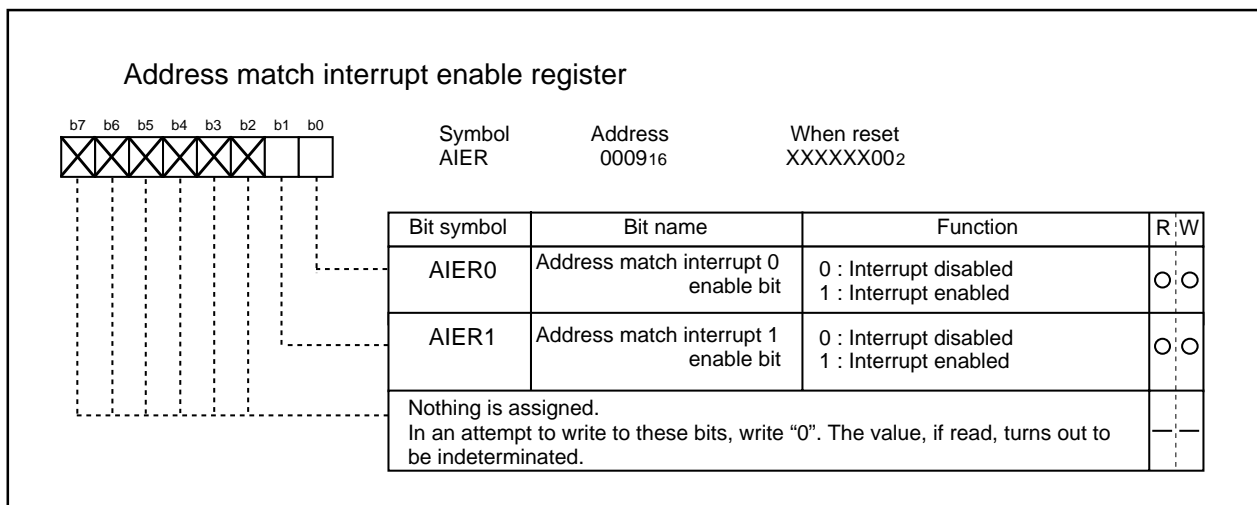 Address match interrupt enable register
b7 b6 b5 b4 b3 b2 b1 b0
Symbol Address When reset
AIER 000916 XXXXXX002
Bit symbol Bit name Function R W
AIER0 Address match interrupt 0 0 : Interrupt disabled
enable bit 1 : Interrupt enabled
AIER1 Address match interrupt 1 0 : Interrupt disabled
enable bit 1 : Interrupt enabled
Nothing is assigned.
In an attempt to write to these bits, write “0”. The value, if read, turns out to
be indeterminated.